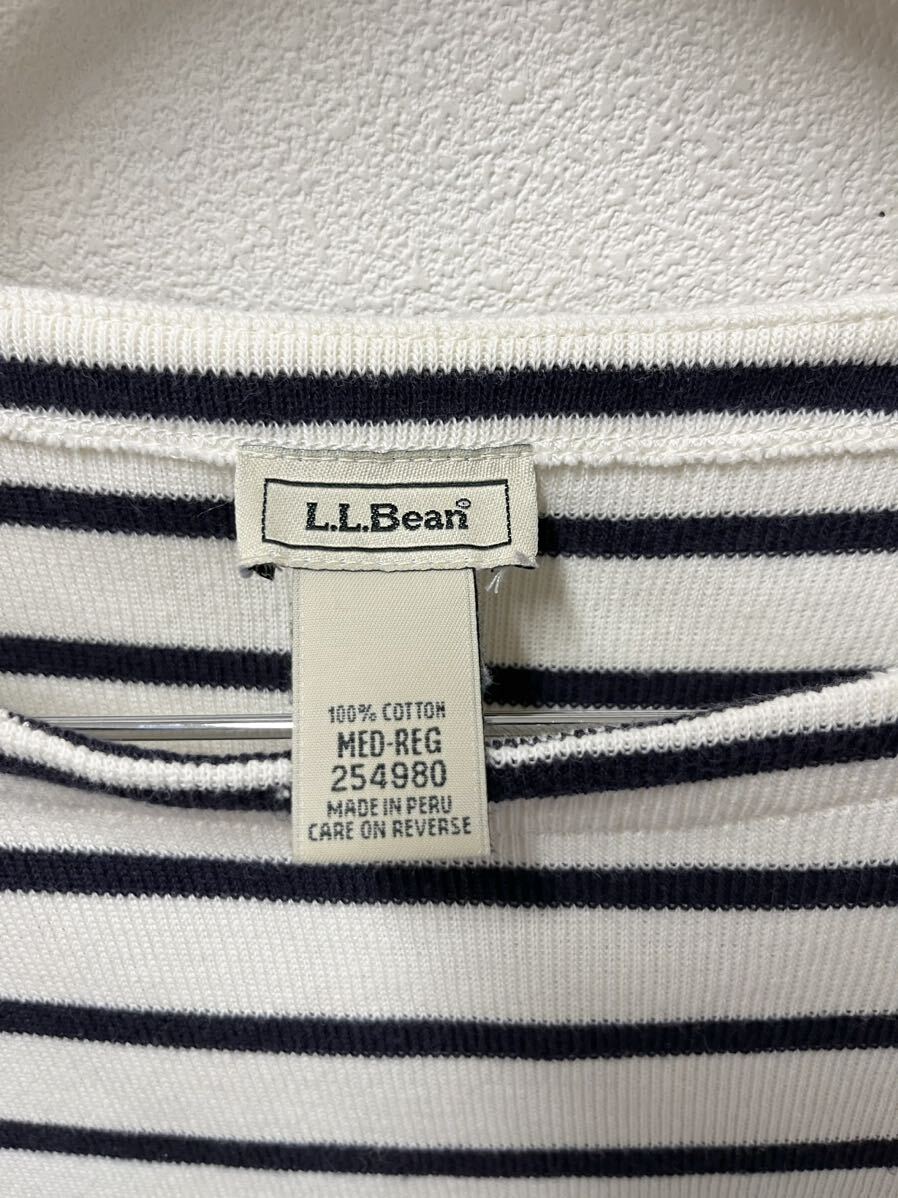 L.L.Bean®
100% COTTON
MED-REG
254980
MADE IN PERU
CARE ON REVERSE